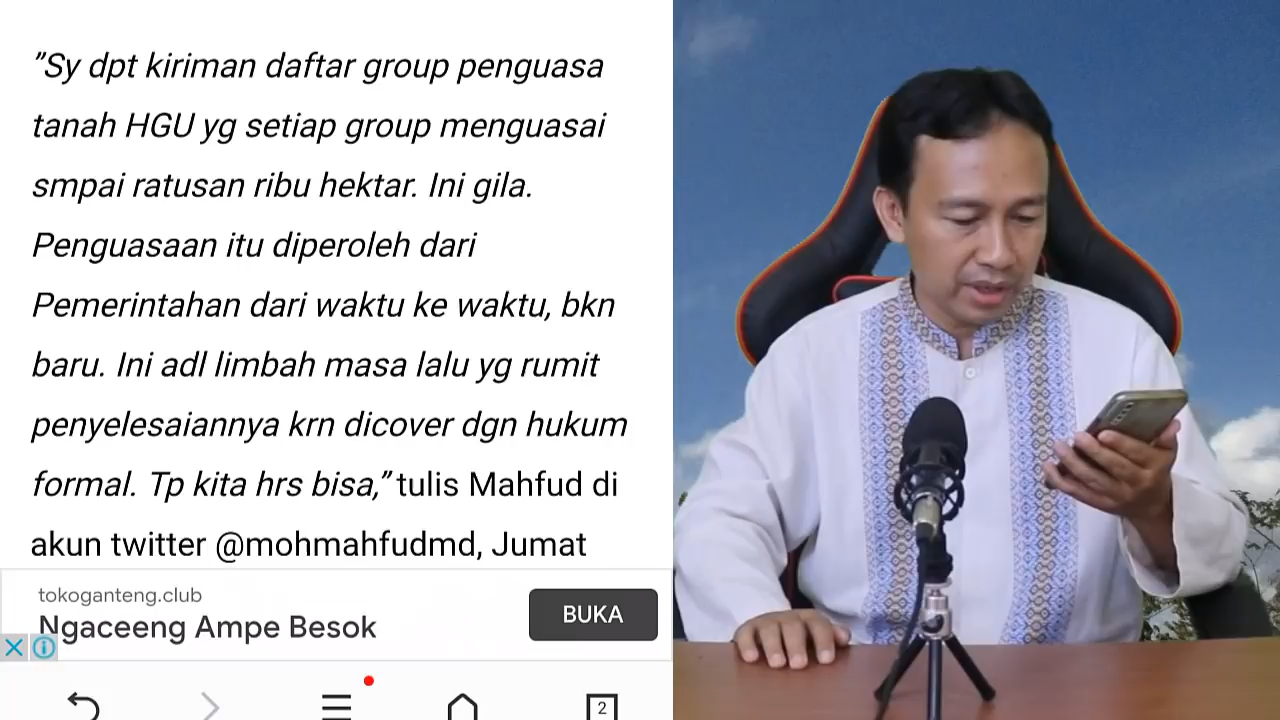 ”Sy dpt kiriman daftar group penguasa
tanah HGU yg setiap group menguasai
smpai ratusan ribu hektar. Ini gila.
Penguasaan itu diperoleh dari
Pemerintahan dari waktu ke waktu, bkn
baru. Ini adl limbah masa lalu yg rumit
penyelesaiannya krn dicover dgn hukum
formal. Tp kita hrs bisa,” tulis Mahfud di
akun twitter @mohmahfudmd, Jumat
tokoganteng.club
Ngaceeng Ampe Besok
BUKA
2